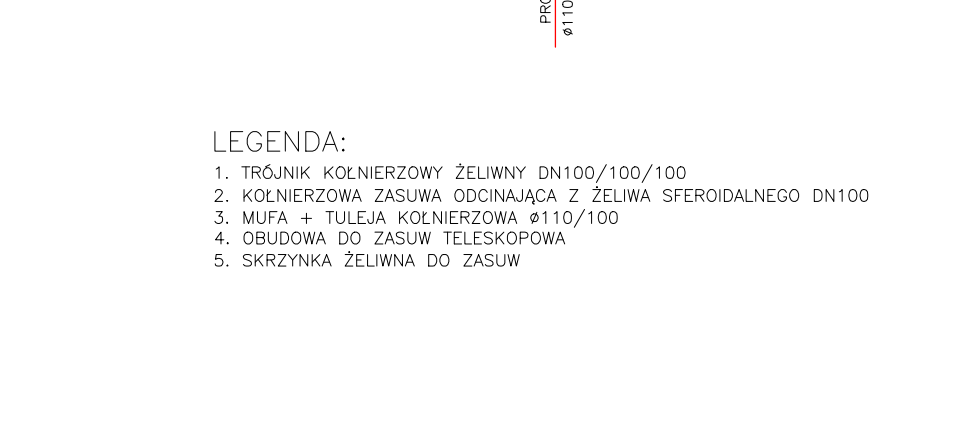 LEGENDA:
1. TRÓJNIK KOŁNIERZOWY ŻELIWNY DN100/100/100
2. KOŁNIERZOWA ZASUWA ODCINAJĄCA Z ŻELIWA SFEROIDALNEGO DN100
3. MUFA + TULEJA KOŁNIERZOWA ø110/100
4. OBUDOWA DO ZASUW TELESKOPOWA
5. SKRZYNKA ŻELIWNA DO ZASUW